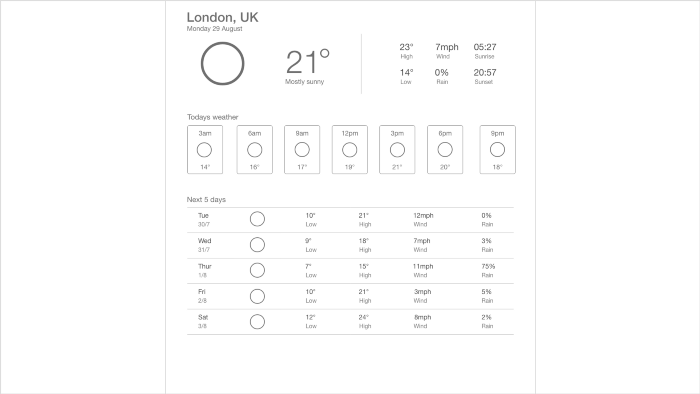 London, UK
Monday 29 August
21°
Mostly sunny
23° 7mph 05:27
High Wind Sunrise
14° 0% 20:57
Low Rain Sunset
Todays weather
3am 6am 9am 12pm 3pm 6pm 9pm
14° 16° 17° 19° 21° 20° 18°
Next 5 days
Tue 10° 21° 12mph 0%
30/7 Low High Wind Rain
Wed 9° 18° 7mph 3%
31/7 Low High Wind Rain
Thur 7° 15° 11mph 75%
1/8 Low High Wind Rain
Fri 10° 21° 3mph 5%
2/8 Low High Wind Rain
Sat 12° 24° 8mph 2%
3/8 Low High Wind Rain